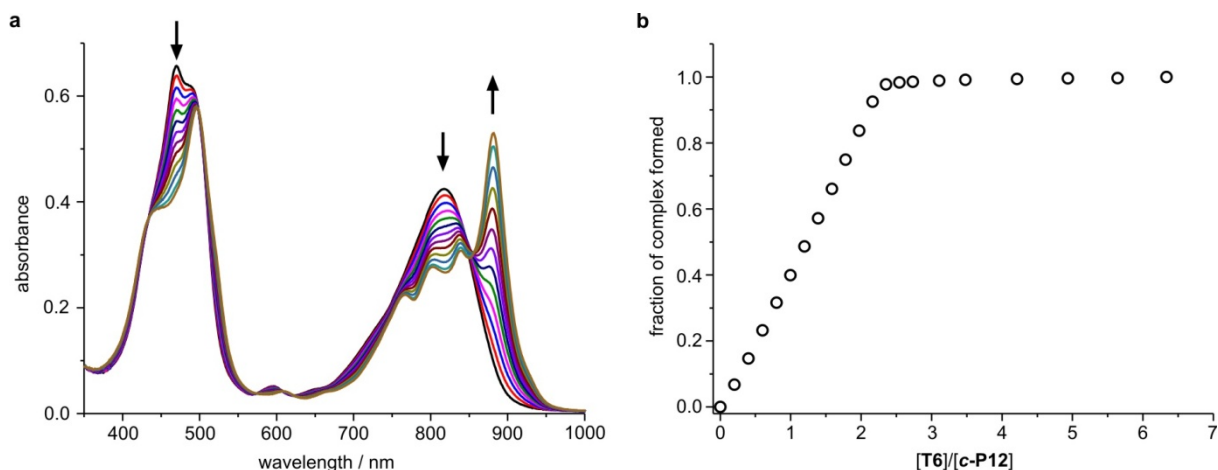 a
absorbance
0.6
0.4
0.2
0.0
400 500 600 700 800 900 1000
wavelength / nm
b
fraction of complex formed
1.0
0.8
0.6
0.4
0.2
0.0
0 1 2 3 4 5 6 7
[T6]/[c-P12]